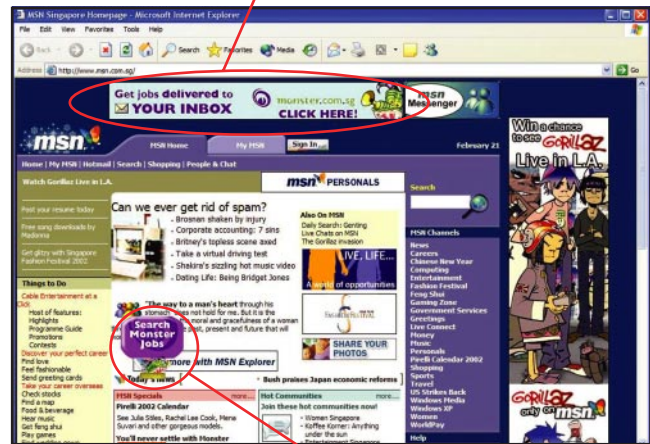 MSN Singapore Homepage - Microsoft Internet Explorer
File Edit View Favorites Tools Help
Back Search Favorites Media
Address http://www.msn.com.sg/ Go
Get jobs delivered to
YOUR INBOX
monster.com.sg
CLICK HERE!
msn
Messenger
msn
MSN Home
My MSN
Sign In
February 21
Home | My MSN | Hotmail | Search | Shopping | People & Chat
Watch Gorillaz Live in L.A.
msn PERSONALS
Search
Post your resume today
Free song downloads by
Madonna
Get glitzy with Singapore
Fashion Festival 2002
Things to Do
Cable Entertainment at a
Click
Host of features:
Highlights
Programme Guide
Promotions
Contests
Discover your perfect career
Find love
Feel fashionable
Send greeting cards
Take your career overseas
Check stocks
Find a map
Food & beverage
Hear music
Get feng shui
Play games
Can we ever get rid of spam?
- Brosnan shaken by injury
- Corporate accounting: 7 sins
- Britney's topless scene axed
- Take a virtual driving test
- Shakira's sizzling hot music video
- Dating Life: Being Bridget Jones
"The way to a man's heart through his
stomach" does not hold for me. But it is the
moral and gracefulness of a woman
past, present and future that will
Search
Monster
Jobs
more with MSN Explorer
Today's News
Bush praises Japan economic reforms
Also On MSN
Daily Search: Genting
Live Chats on MSN
The Gorillaz invasion
LIVE, LIFE...
A world of opportunities
SHARE YOUR
PHOTOS
MSN Specials more...
Pirelli 2002 Calendar
See Julia Stiles, Rachel Lee Cook, Mena
Suvari and other gorgeous models.
You'll never settle with Monster
Hot Communities more...
Join these hot communities now!
- Women Singapore
- Koffee Korner: Anything
under the sun
- Entertainment Singapore
MSN Channels
News
Careers
Chinese New Year
Computing
Entertainment
Fashion Festival
Feng Shui
Gaming Zone
Government Services
Greetings
Live Connect
Money
Music
Personals
Pirelli Calendar 2002
Shopping
Sports
Travel
US Strikes Back
Windows Media
Windows XP
Women
WorldPay
Help
Win a chance
to see GORILLAZ
Live in L.A.
GORILLAZ
only on msn